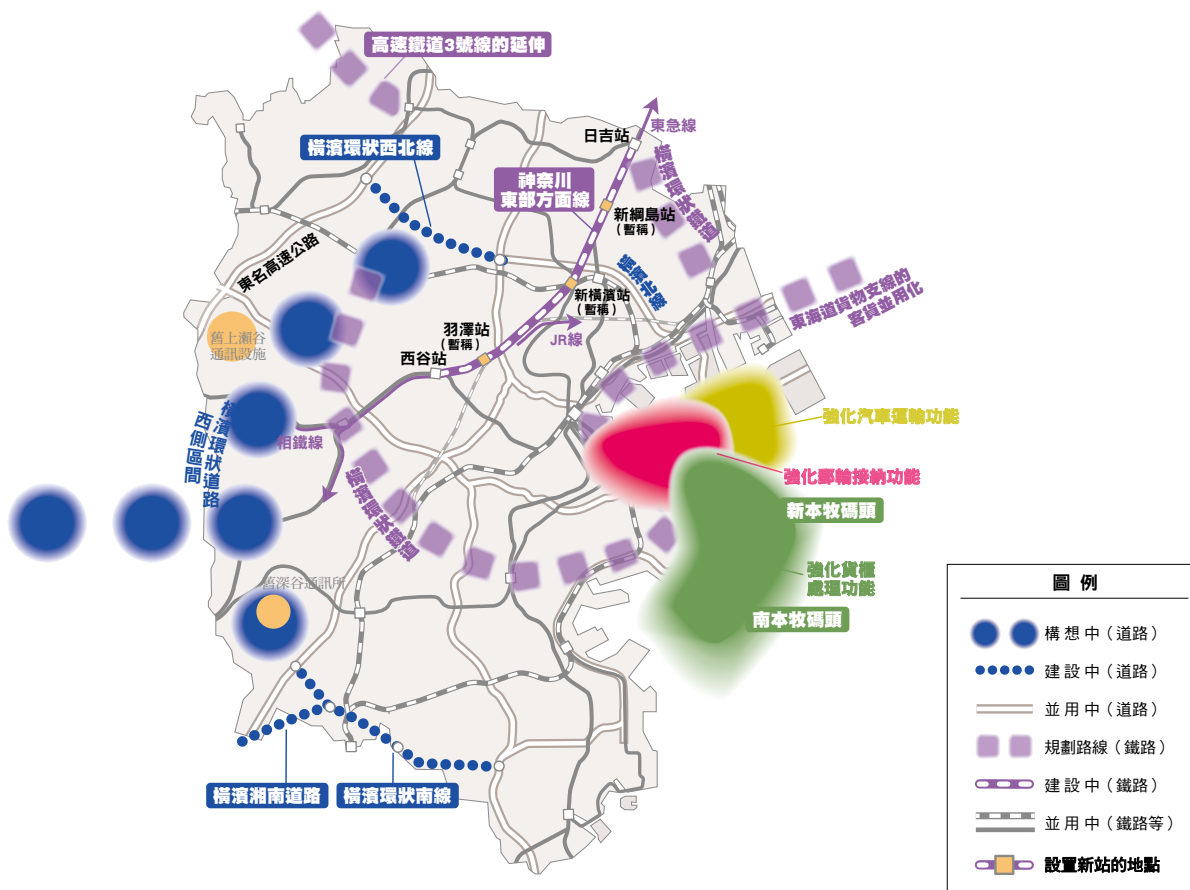 高速鐵道3號線的延伸
東急線
日吉站
橫濱環狀西北線
神奈川
東部方面線
橫濱環狀鐵道
新綱島站
(暫稱)
東名高速公路
橫濱北線
新橫濱站
(暫稱)
東海道貨物支線的
客貨並用化
羽澤站
(暫稱)
JR線
舊上瀨谷
通訊設施
西谷站
橫濱環狀道路
西側區間
相鐵線
強化汽車運輸功能
橫濱環狀鐵道
強化郵輪接納功能
新本牧碼頭
舊深谷通訊所
強化貨櫃
處理功能
南本牧碼頭
橫濱湘南道路
橫濱環狀南線
圖例
構想中（道路）
建設中（道路）
並用中（道路）
規劃路線（鐵路）
建設中（鐵路）
並用中（鐵路等）
設置新站的地點